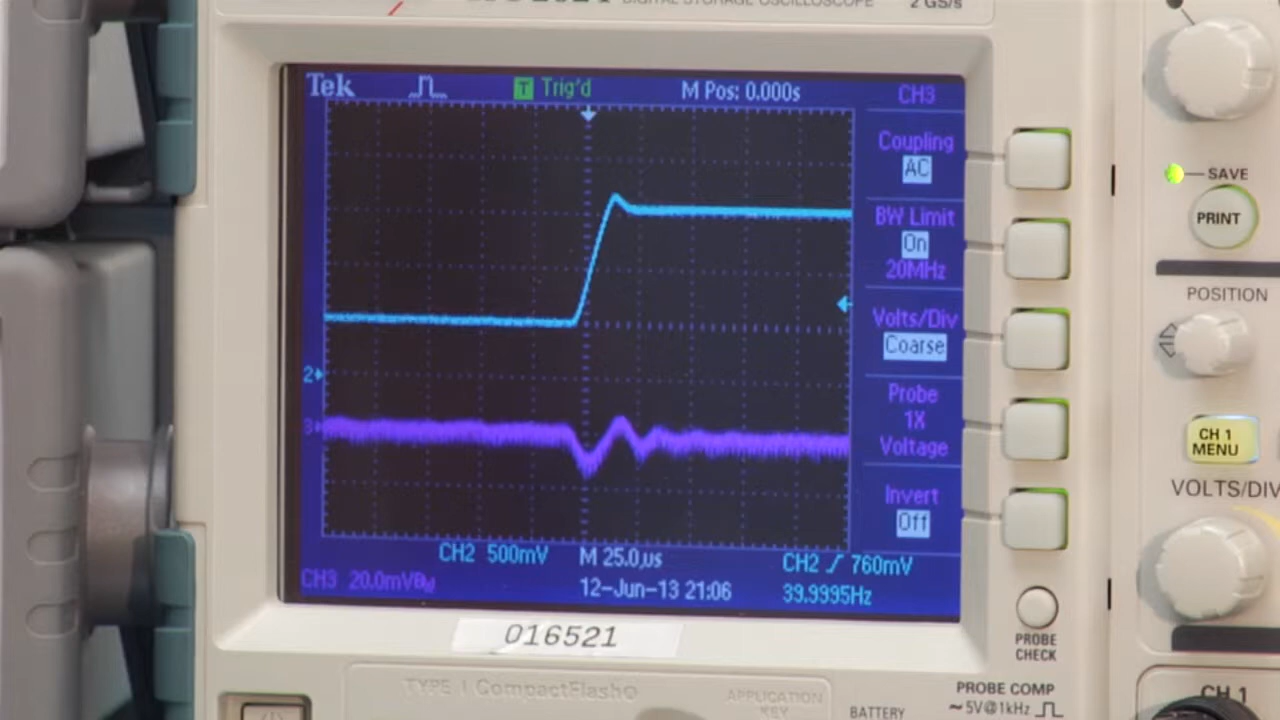 DIGITAL STORAGE OSCILLOSCOPE
2 GS/s
Tek
T Trig'd
M Pos: 0.000s
CH3
Coupling
AC
BW Limit
On
20MHz
Volts/Div
Coarse
Probe
1X
Voltage
Invert
Off
2
3
CH2 500mV
M 25.0µs
CH2 760mV
CH3 20.0mVBW
12-Jun-13 21:06
39.9995Hz
016521
SAVE
PRINT
POSITION
CH 1
MENU
VOLTS/DIV
PROBE
CHECK
TYPE I CompactFlash®
APPLICATION
KEY
BATTERY
PROBE COMP
~5V@1kHz
CH 1